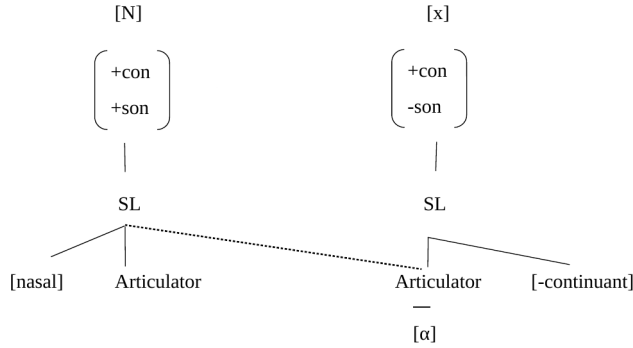 [N] [x]
+con +con
+son -son
SL SL
[nasal] Articulator Articulator [-continuant]
[α]